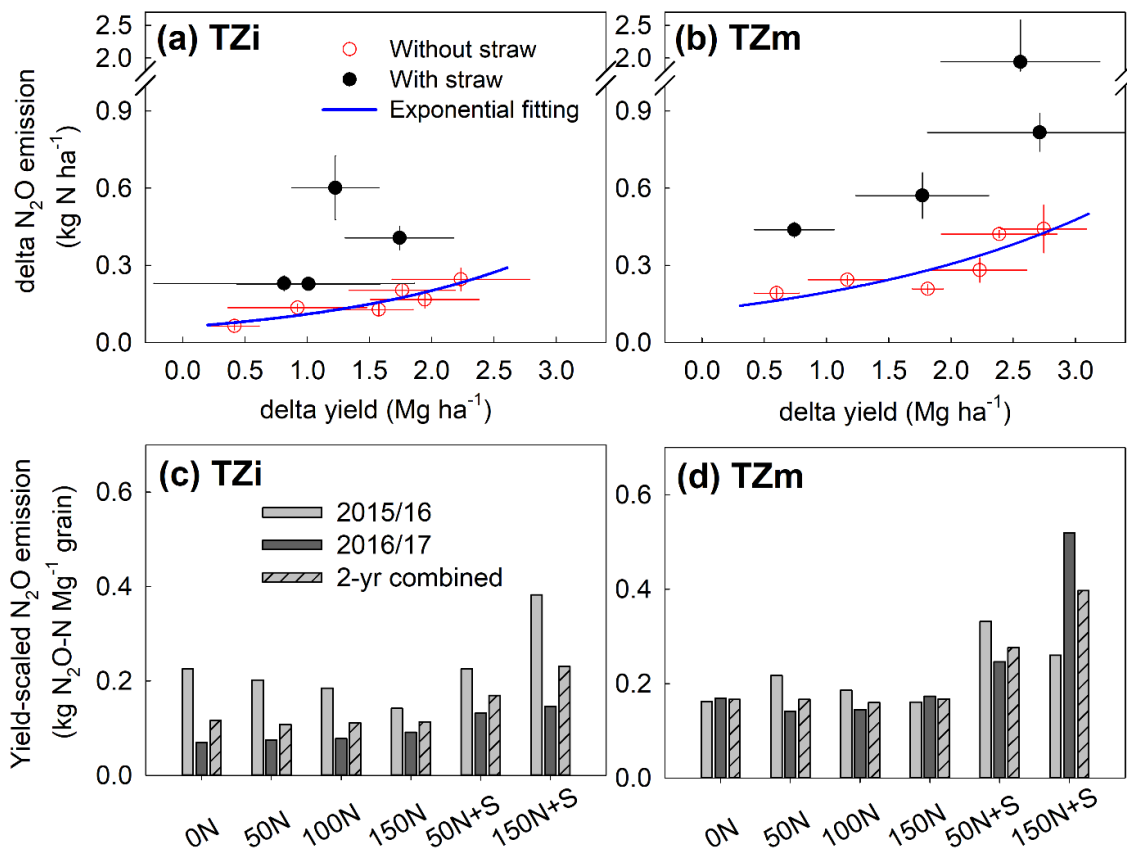 (a) TZi
Without straw
With straw
Exponential fitting
2.5
2.0
0.9
0.6
0.3
0.0
delta N₂O emission
(kg N ha⁻¹)
0.0 0.5 1.0 1.5 2.0 2.5 3.0
delta yield (Mg ha⁻¹)
(b) TZm
2.5
2.0
0.9
0.6
0.3
0.0
0.0 0.5 1.0 1.5 2.0 2.5 3.0
delta yield (Mg ha⁻¹)
(c) TZi
2015/16
2016/17
2-yr combined
0.6
0.4
0.2
0.0
Yield-scaled N₂O emission
(kg N₂O-N Mg⁻¹ grain)
0N 50N 100N 150N 50N+S 150N+S
(d) TZm
0.6
0.4
0.2
0.0
0N 50N 100N 150N 50N+S 150N+S